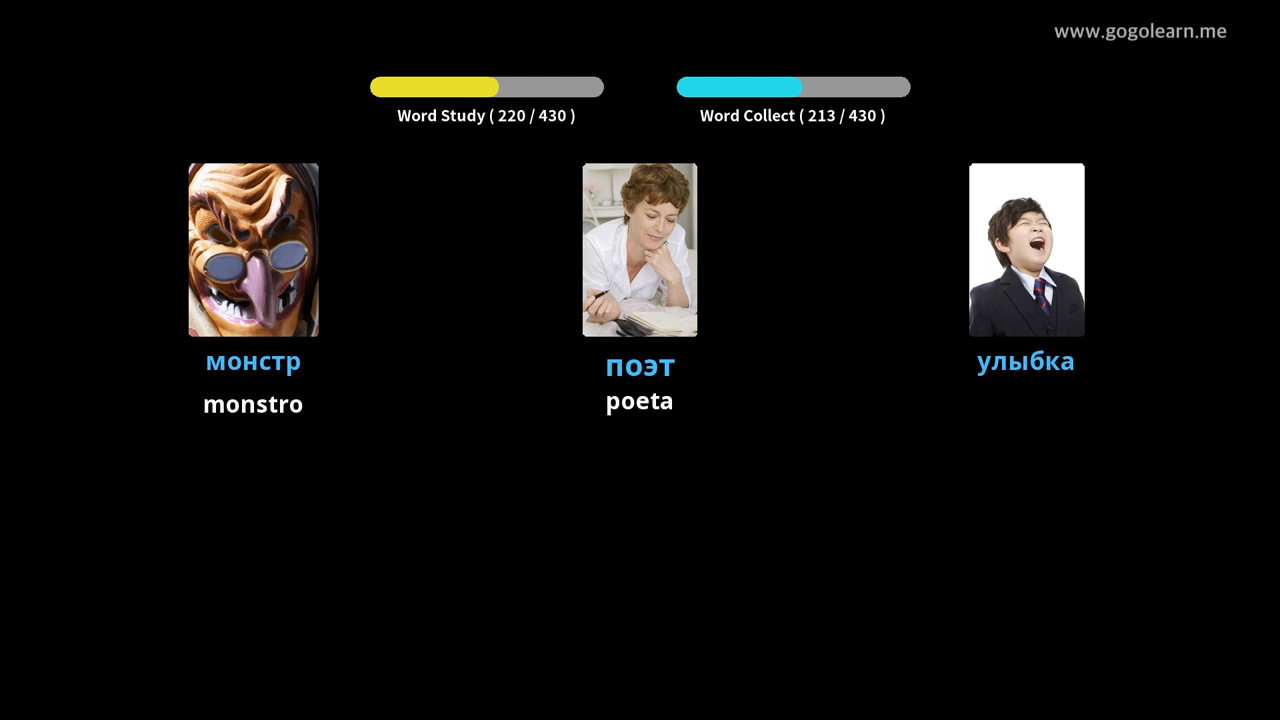 www.gogolearn.me
Word Study ( 220 / 430 )
Word Collect ( 213 / 430 )
монстр
поэт
улыбка
monstro
poeta